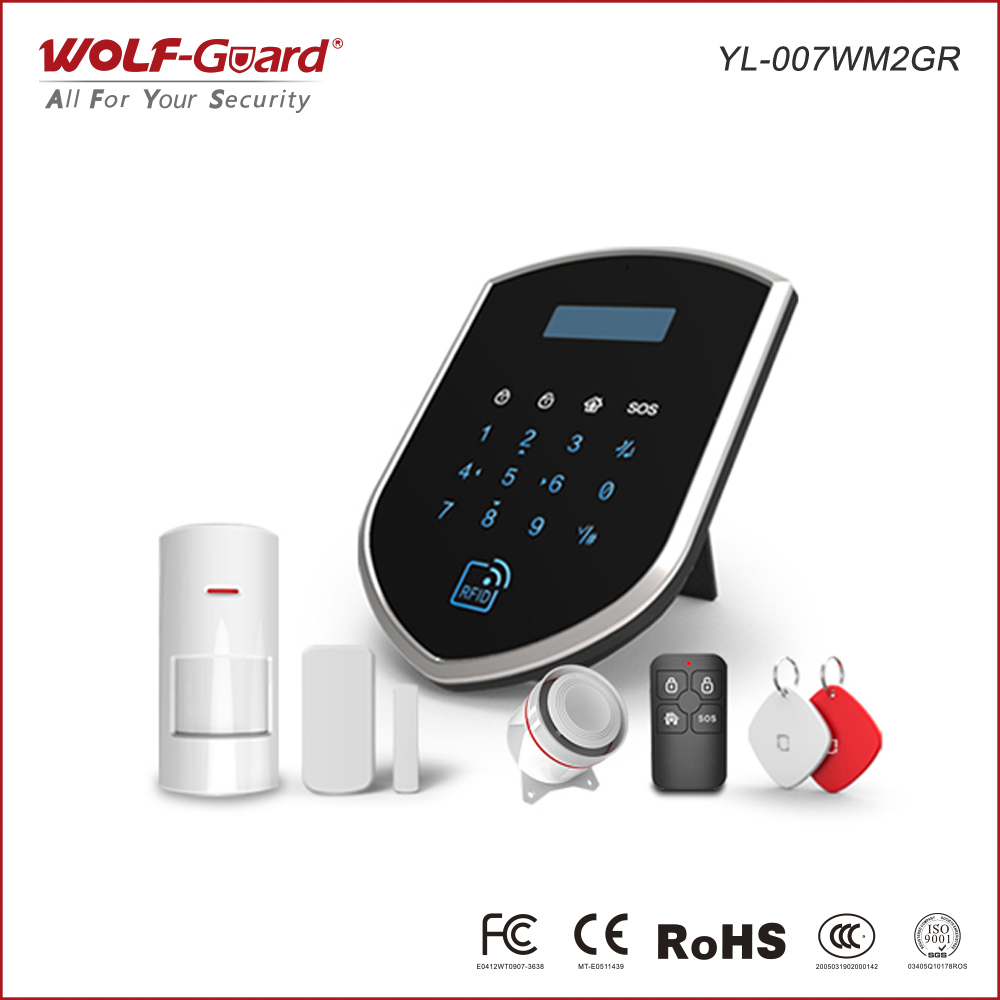 WOLF-Guard®
All For Your Security
YL-007WM2GR
SOS
1 2 3
4 5 6 0
7 8 9 /#
RFID
SOS
FC CE RoHS CCC ISO 9001 SGS
E0412WT0907-3638
MT-E0511439
2005031902000142
03405Q10178ROS